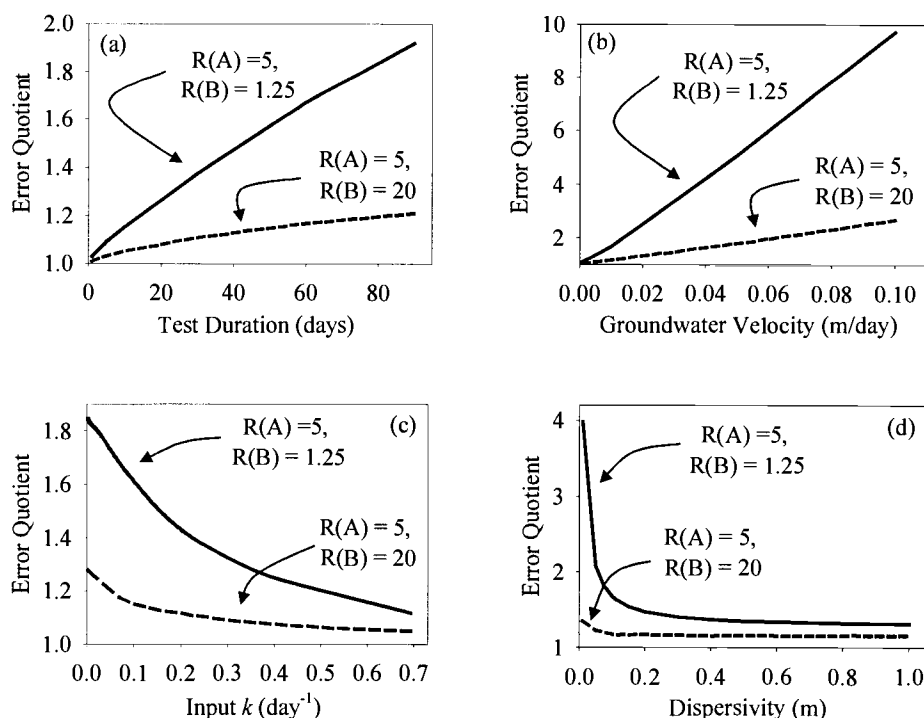 (a)
R(A) =5,
R(B) = 1.25
R(A) = 5,
R(B) = 20
Error Quotient
2.0
1.8
1.6
1.4
1.2
1.0
0 20 40 60 80
Test Duration (days)
(b)
R(A) =5,
R(B) = 1.25
R(A) = 5,
R(B) = 20
Error Quotient
10
8
6
4
2
0.00 0.02 0.04 0.06 0.08 0.10
Groundwater Velocity (m/day)
(c)
R(A) =5,
R(B) = 1.25
R(A) = 5,
R(B) = 20
Error Quotient
1.8
1.6
1.4
1.2
1.0
0.0 0.1 0.2 0.3 0.4 0.5 0.6 0.7
Input k (day-1)
(d)
R(A) =5,
R(B) = 1.25
R(A) = 5,
R(B) = 20
Error Quotient
4
3
2
1
0.0 0.2 0.4 0.6 0.8 1.0
Dispersivity (m)